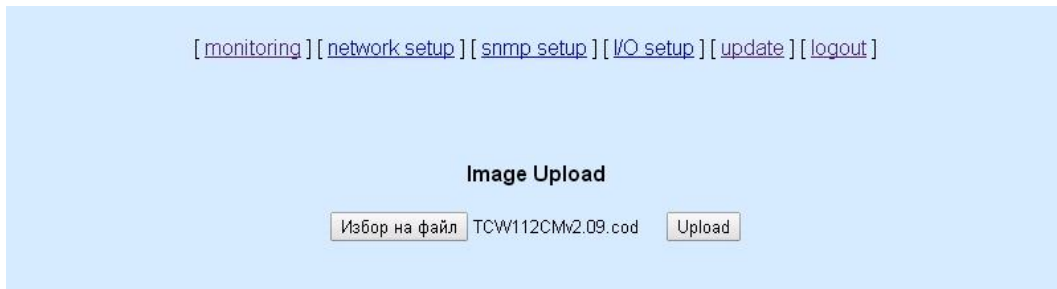 [ monitoring ] [ network setup ] [ snmp setup ] [ I/O setup ] [ update ] [ logout ]
Image Upload
Избор на файл TCW112CMv2.09.cod Upload